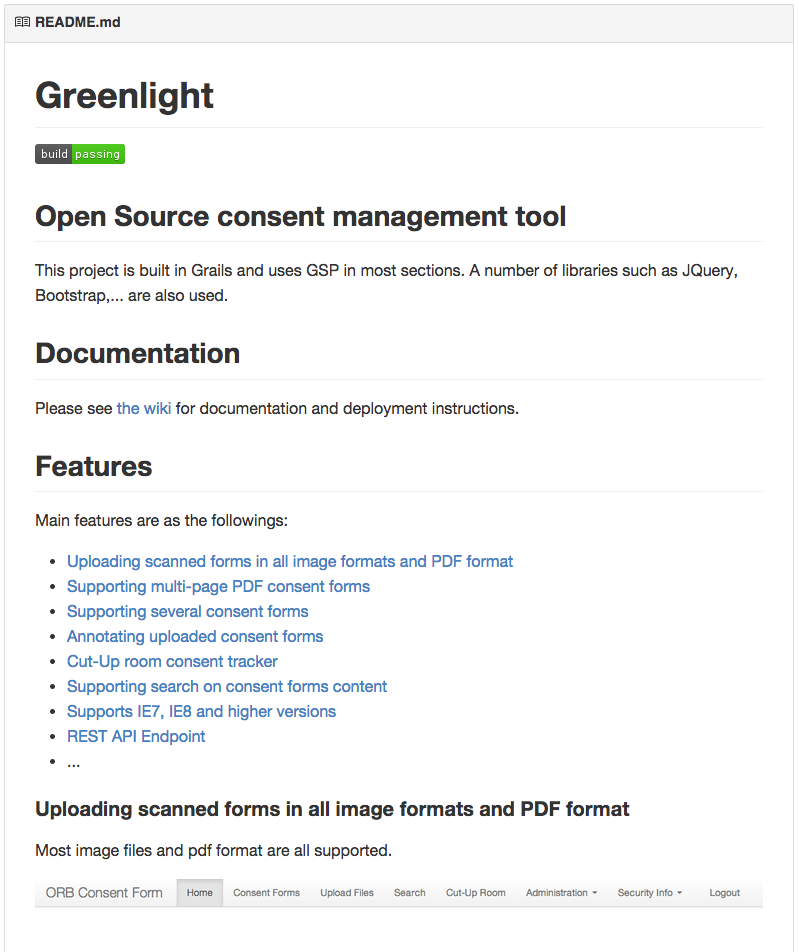 README.md
Greenlight
build passing
Open Source consent management tool
This project is built in Grails and uses GSP in most sections. A number of libraries such as JQuery,
Bootstrap,... are also used.
Documentation
Please see the wiki for documentation and deployment instructions.
Features
Main features are as the followings:
• Uploading scanned forms in all image formats and PDF format
• Supporting multi-page PDF consent forms
• Supporting several consent forms
• Annotating uploaded consent forms
• Cut-Up room consent tracker
• Supporting search on consent forms content
• Supports IE7, IE8 and higher versions
• REST API Endpoint
• ...
Uploading scanned forms in all image formats and PDF format
Most image files and pdf format are all supported.
ORB Consent Form Home Consent Forms Upload Files Search Cut-Up Room Administration Security Info Logout